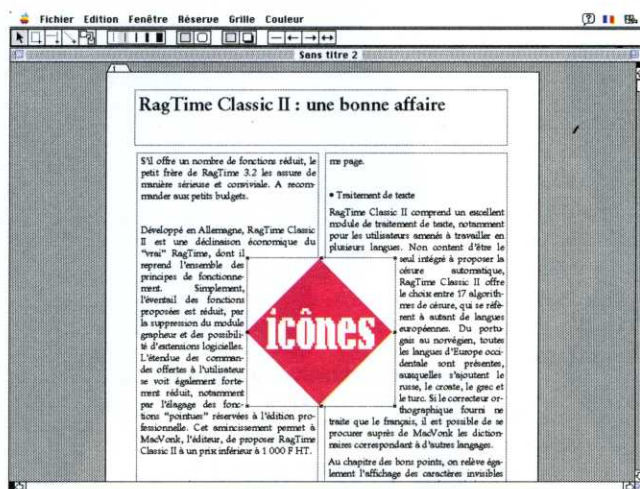 Fichier Edition Fenêtre Réserve Grille Couleur
Sans titre 2
1
RagTime Classic II : une bonne affaire
S'il offre un nombre de fonctions réduit, le
petit frère de RagTime 3.2 les assure de
manière sérieuse et conviviale. A recom-
mander aux petits budgets.
Développé en Allemagne, RagTime Classic
II est une déclinaison économique du
"vrai" RagTime, dont il
reprend l'ensemble des
principes de fonctionne-
ment. Simplement,
l'éventail des fonctions
proposées est réduit, par
la suppression du module
grapheur et des possibili-
té d'extensions logicielles.
L'étendue des comman-
des offertes à l'utilisateur
se voit également forte-
ment réduit, notamment
par l'élagage des fonc-
tions "pointues" réservées à l'édition pro-
fessionnelle. Cet amincissement permet à
MacVonk, l'éditeur, de proposer RagTime
Classic II à un prix inférieur à 1 000 F HT.
icônes
me page.
• Traitement de texte
RagTime Classic II comprend un excellent
module de traitement de texte, notamment
pour les utilisateurs amenés à travailler en
plusieurs langues. Non content d'être le
seul intégré à proposer la
césure automatique,
RagTime Classic II offre
le choix entre 17 algorith-
mes de césure, qui se réfè-
rent à autant de langues
européennes. Du portu-
gais au norvégien, toutes
les langues d'Europe occi-
dentale sont présentes,
auxquelles s'ajoutent le
russe, le croate, le grec et
le turc. Si le correcteur or-
thographique fourni ne
traite que le français, il est possible de se
procurer auprès de MacVonk les diction-
naires correspondant à d'autres langages.
Au chapitre des bons points, on relève éga-
lement l'affichage des caractères invisibles